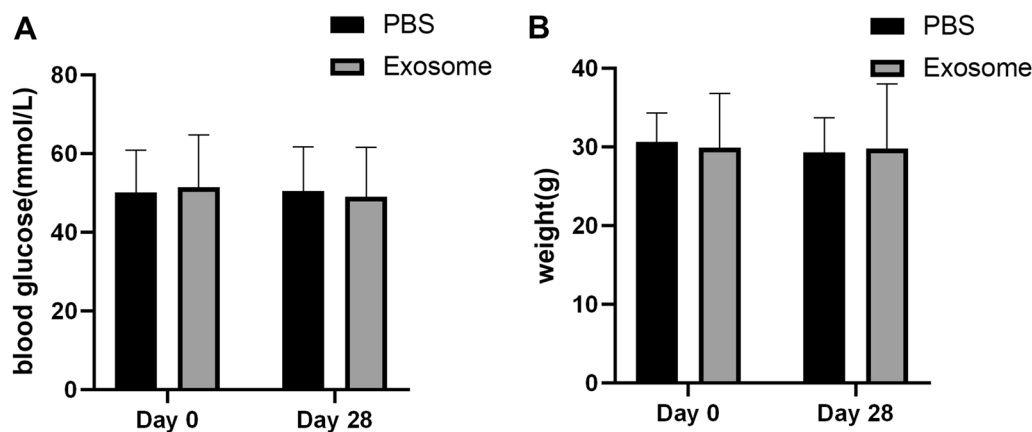 A
PBS
Exosome
blood glucose(mmol/L)
80
60
40
20
0
Day 0
Day 28
B
PBS
Exosome
weight(g)
40
30
20
10
0
Day 0
Day 28